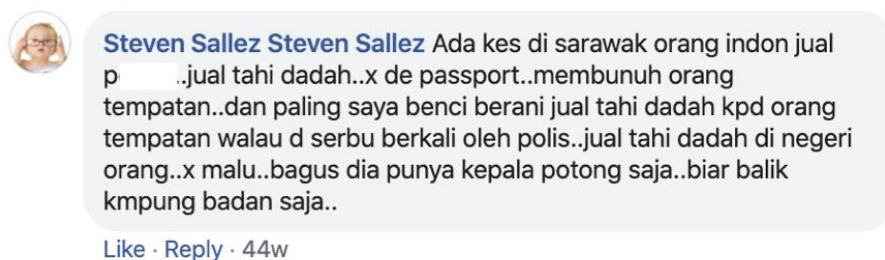 Steven Sallez Steven Sallez Ada kes di sarawak orang indon jual
p ..jual tahi dadah..x de passport..membunuh orang
tempatan..dan paling saya benci berani jual tahi dadah kpd orang
tempatan walau d serbu berkali oleh polis..jual tahi dadah di negeri
orang..x malu..bagus dia punya kepala potong saja..biar balik
kmpung badan saja..
Like · Reply · 44w